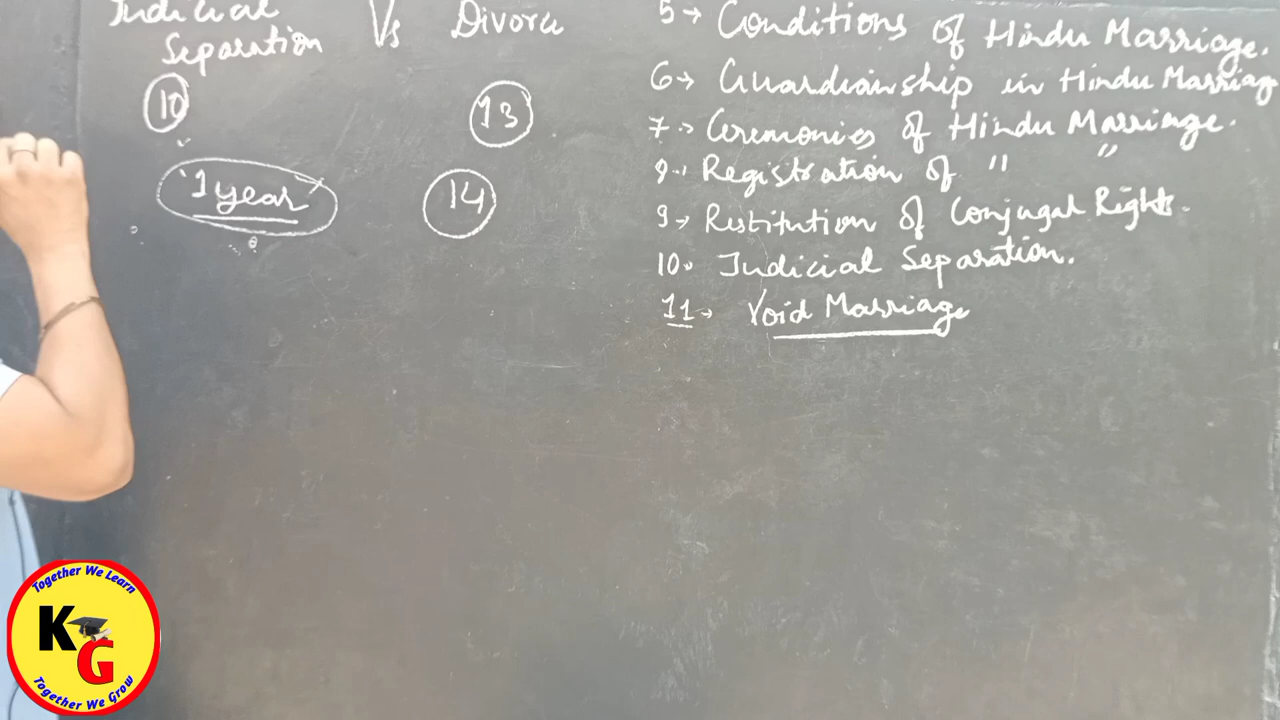 Judicial Vs Divorce
Separation
10 13
1 year 14
5→ Conditions of Hindu Marriage.
6→ Guardianship in Hindu Marriag
7→ Ceremonies of Hindu Marriage.
8→ Registration of " "
9→ Restitution of Conjugal Rights.
10→ Judicial Separation.
11→ Void Marriage
Together We Learn
KG
Together We Grow